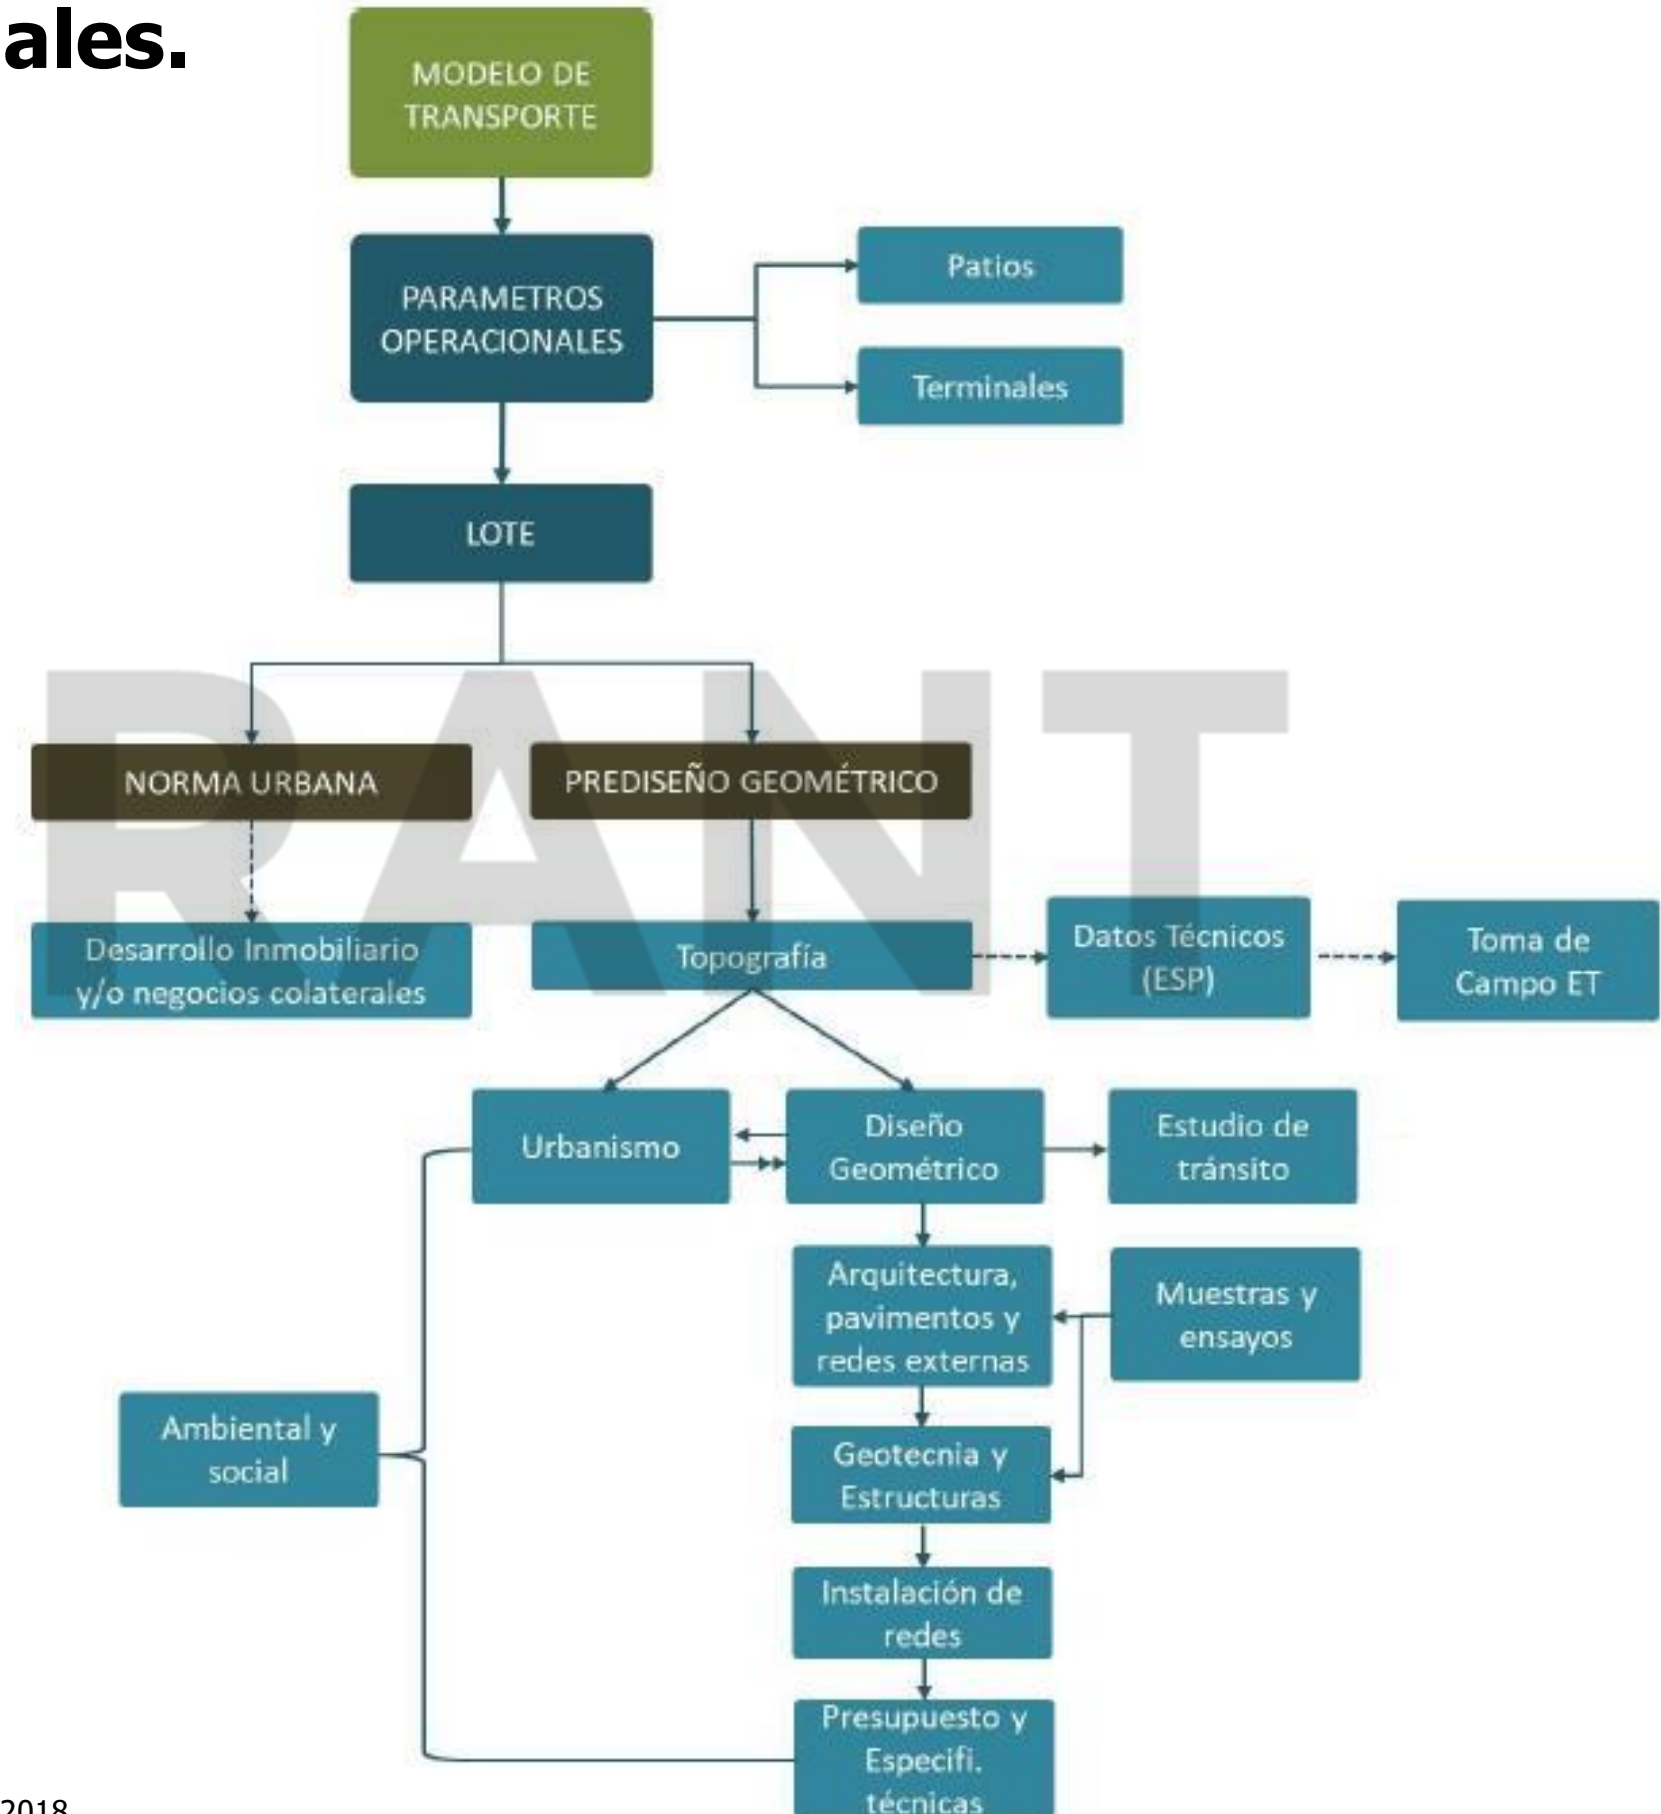 ales.
MODELO DE
TRANSPORTE
PARAMETROS
OPERACIONALES
Patios
Terminales
LOTE
RANT
NORMA URBANA
PREDISEÑO GEOMÉTRICO
Desarrollo Inmobiliario
y/o negocios colaterales
Topografía
Datos Técnicos
(ESP)
Toma de
Campo ET
Urbanismo
Diseño
Geométrico
Estudio de
tránsito
Arquitectura,
pavimentos y
redes externas
Muestras y
ensayos
Ambiental y
social
Geotecnia y
Estructuras
Instalación de
redes
Presupuesto y
Especifi.
técnicas
2018